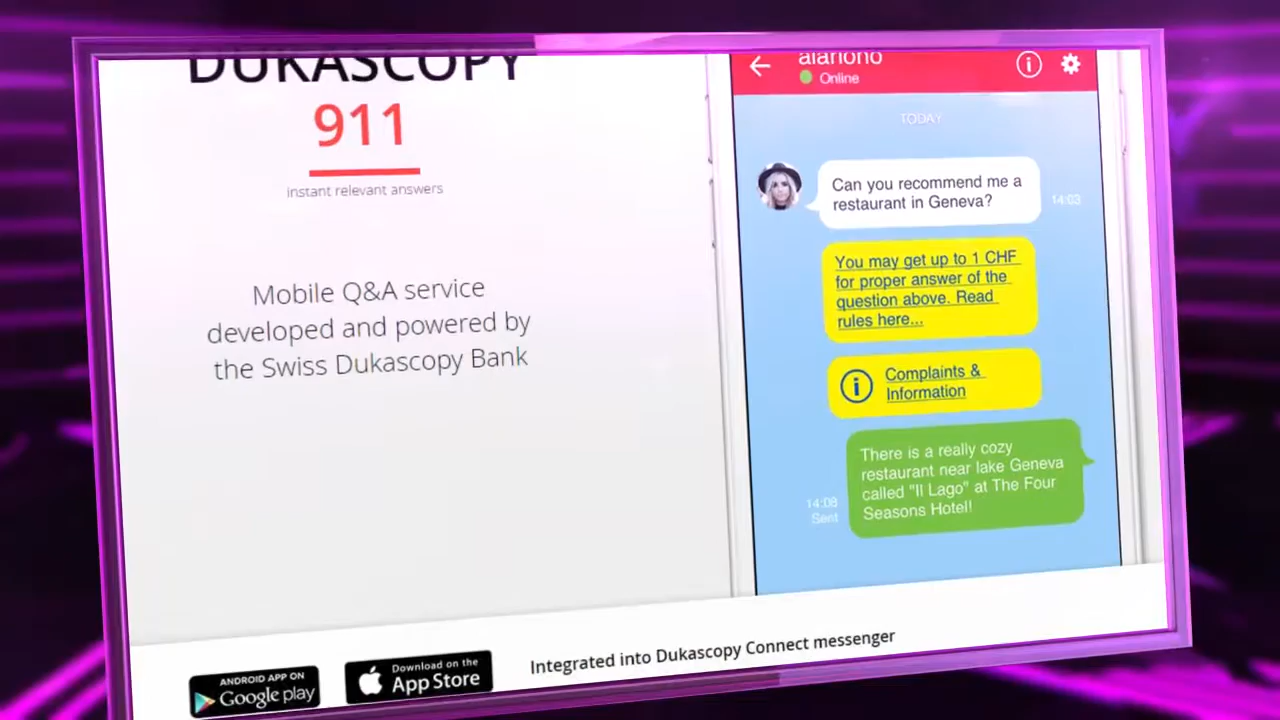 DUKASCOPY
911
instant relevant answers
Mobile Q&A service
developed and powered by
the Swiss Dukascopy Bank
ANDROID APP ON
Google play
Download on the
App Store
Integrated into Dukascopy Connect messenger
Online
TODAY
Can you recommend me a
restaurant in Geneva?
14:03
You may get up to 1 CHF
for proper answer of the
question above. Read
rules here...
Complaints &
Information
There is a really cozy
restaurant near lake Geneva
called "Il Lago" at The Four
Seasons Hotel!
14:08
Sent